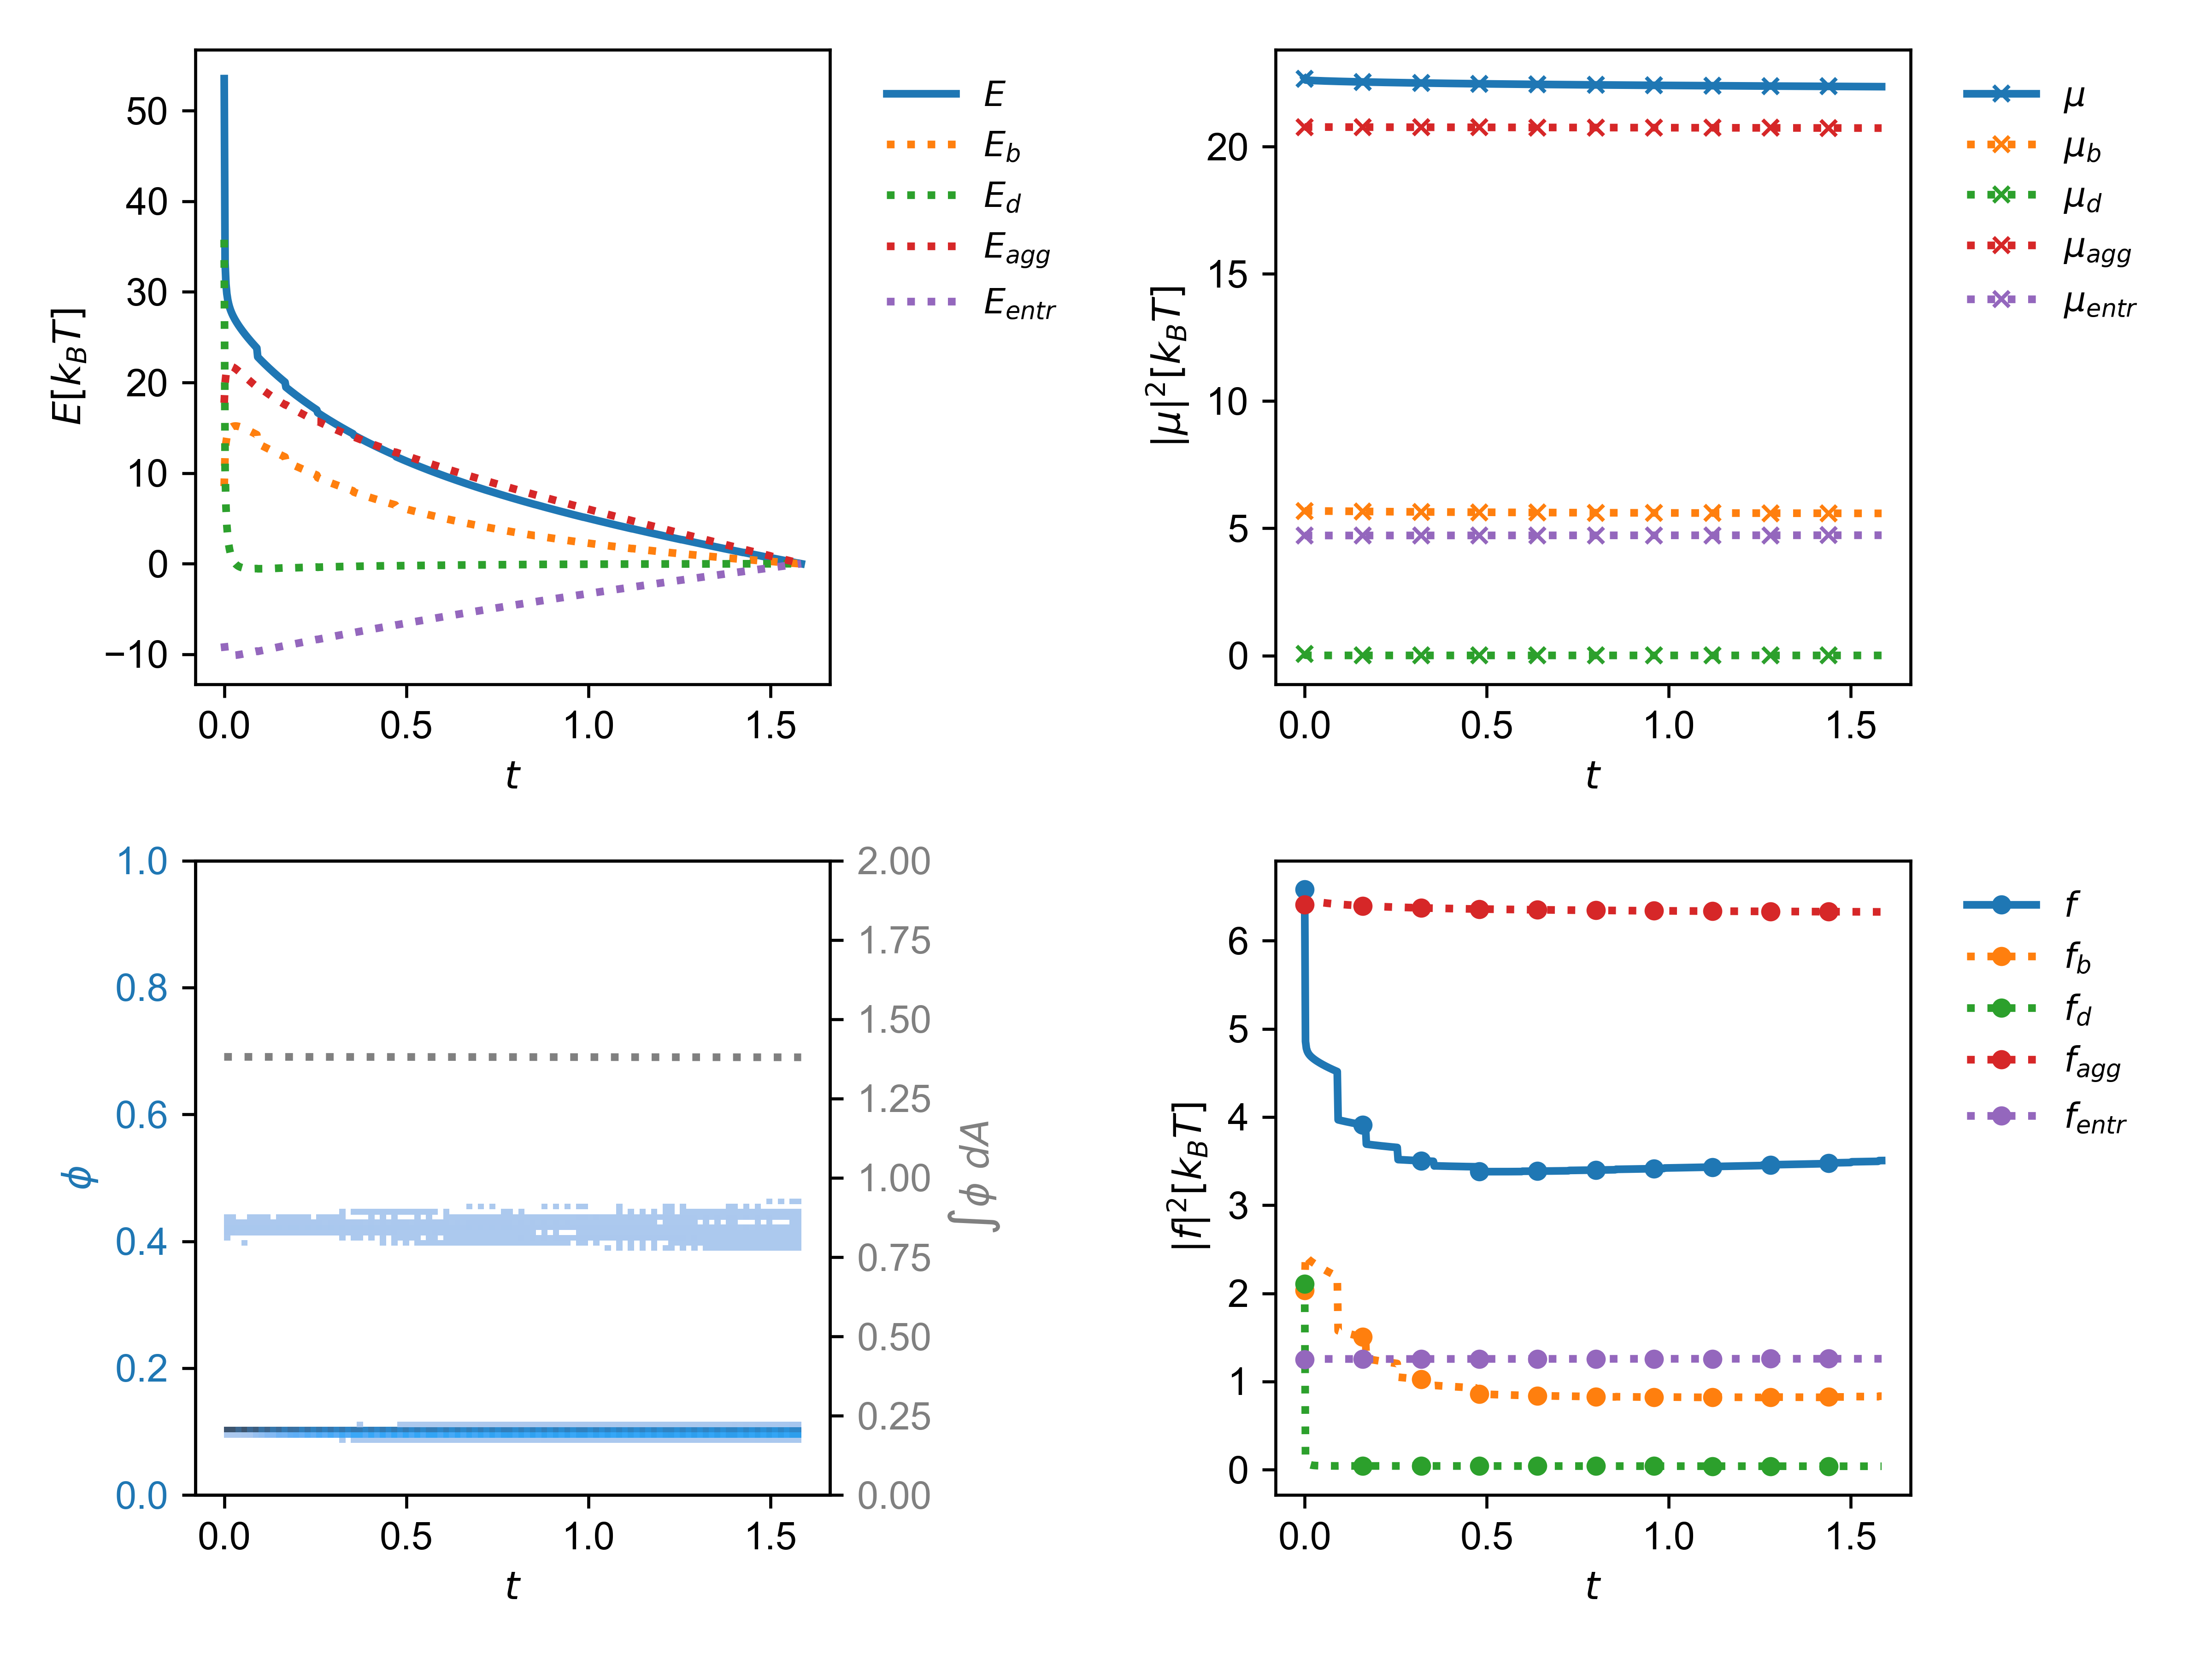 E[k_BT]
50
40
30
20
10
0
−10
0.0 0.5 1.0 1.5
t
E
E_b
E_d
E_agg
E_entr
|μ|²[k_BT]
20
15
10
5
0
0.0 0.5 1.0 1.5
t
μ
μ_b
μ_d
μ_agg
μ_entr
ϕ
1.0
0.8
0.6
0.4
0.2
0.0
0.0 0.5 1.0 1.5
t
2.00
1.75
1.50
1.25
1.00
0.75
0.50
0.25
0.00
∫ ϕ dA
|f|²[k_BT]
6
5
4
3
2
1
0
0.0 0.5 1.0 1.5
t
f
f_b
f_d
f_agg
f_entr